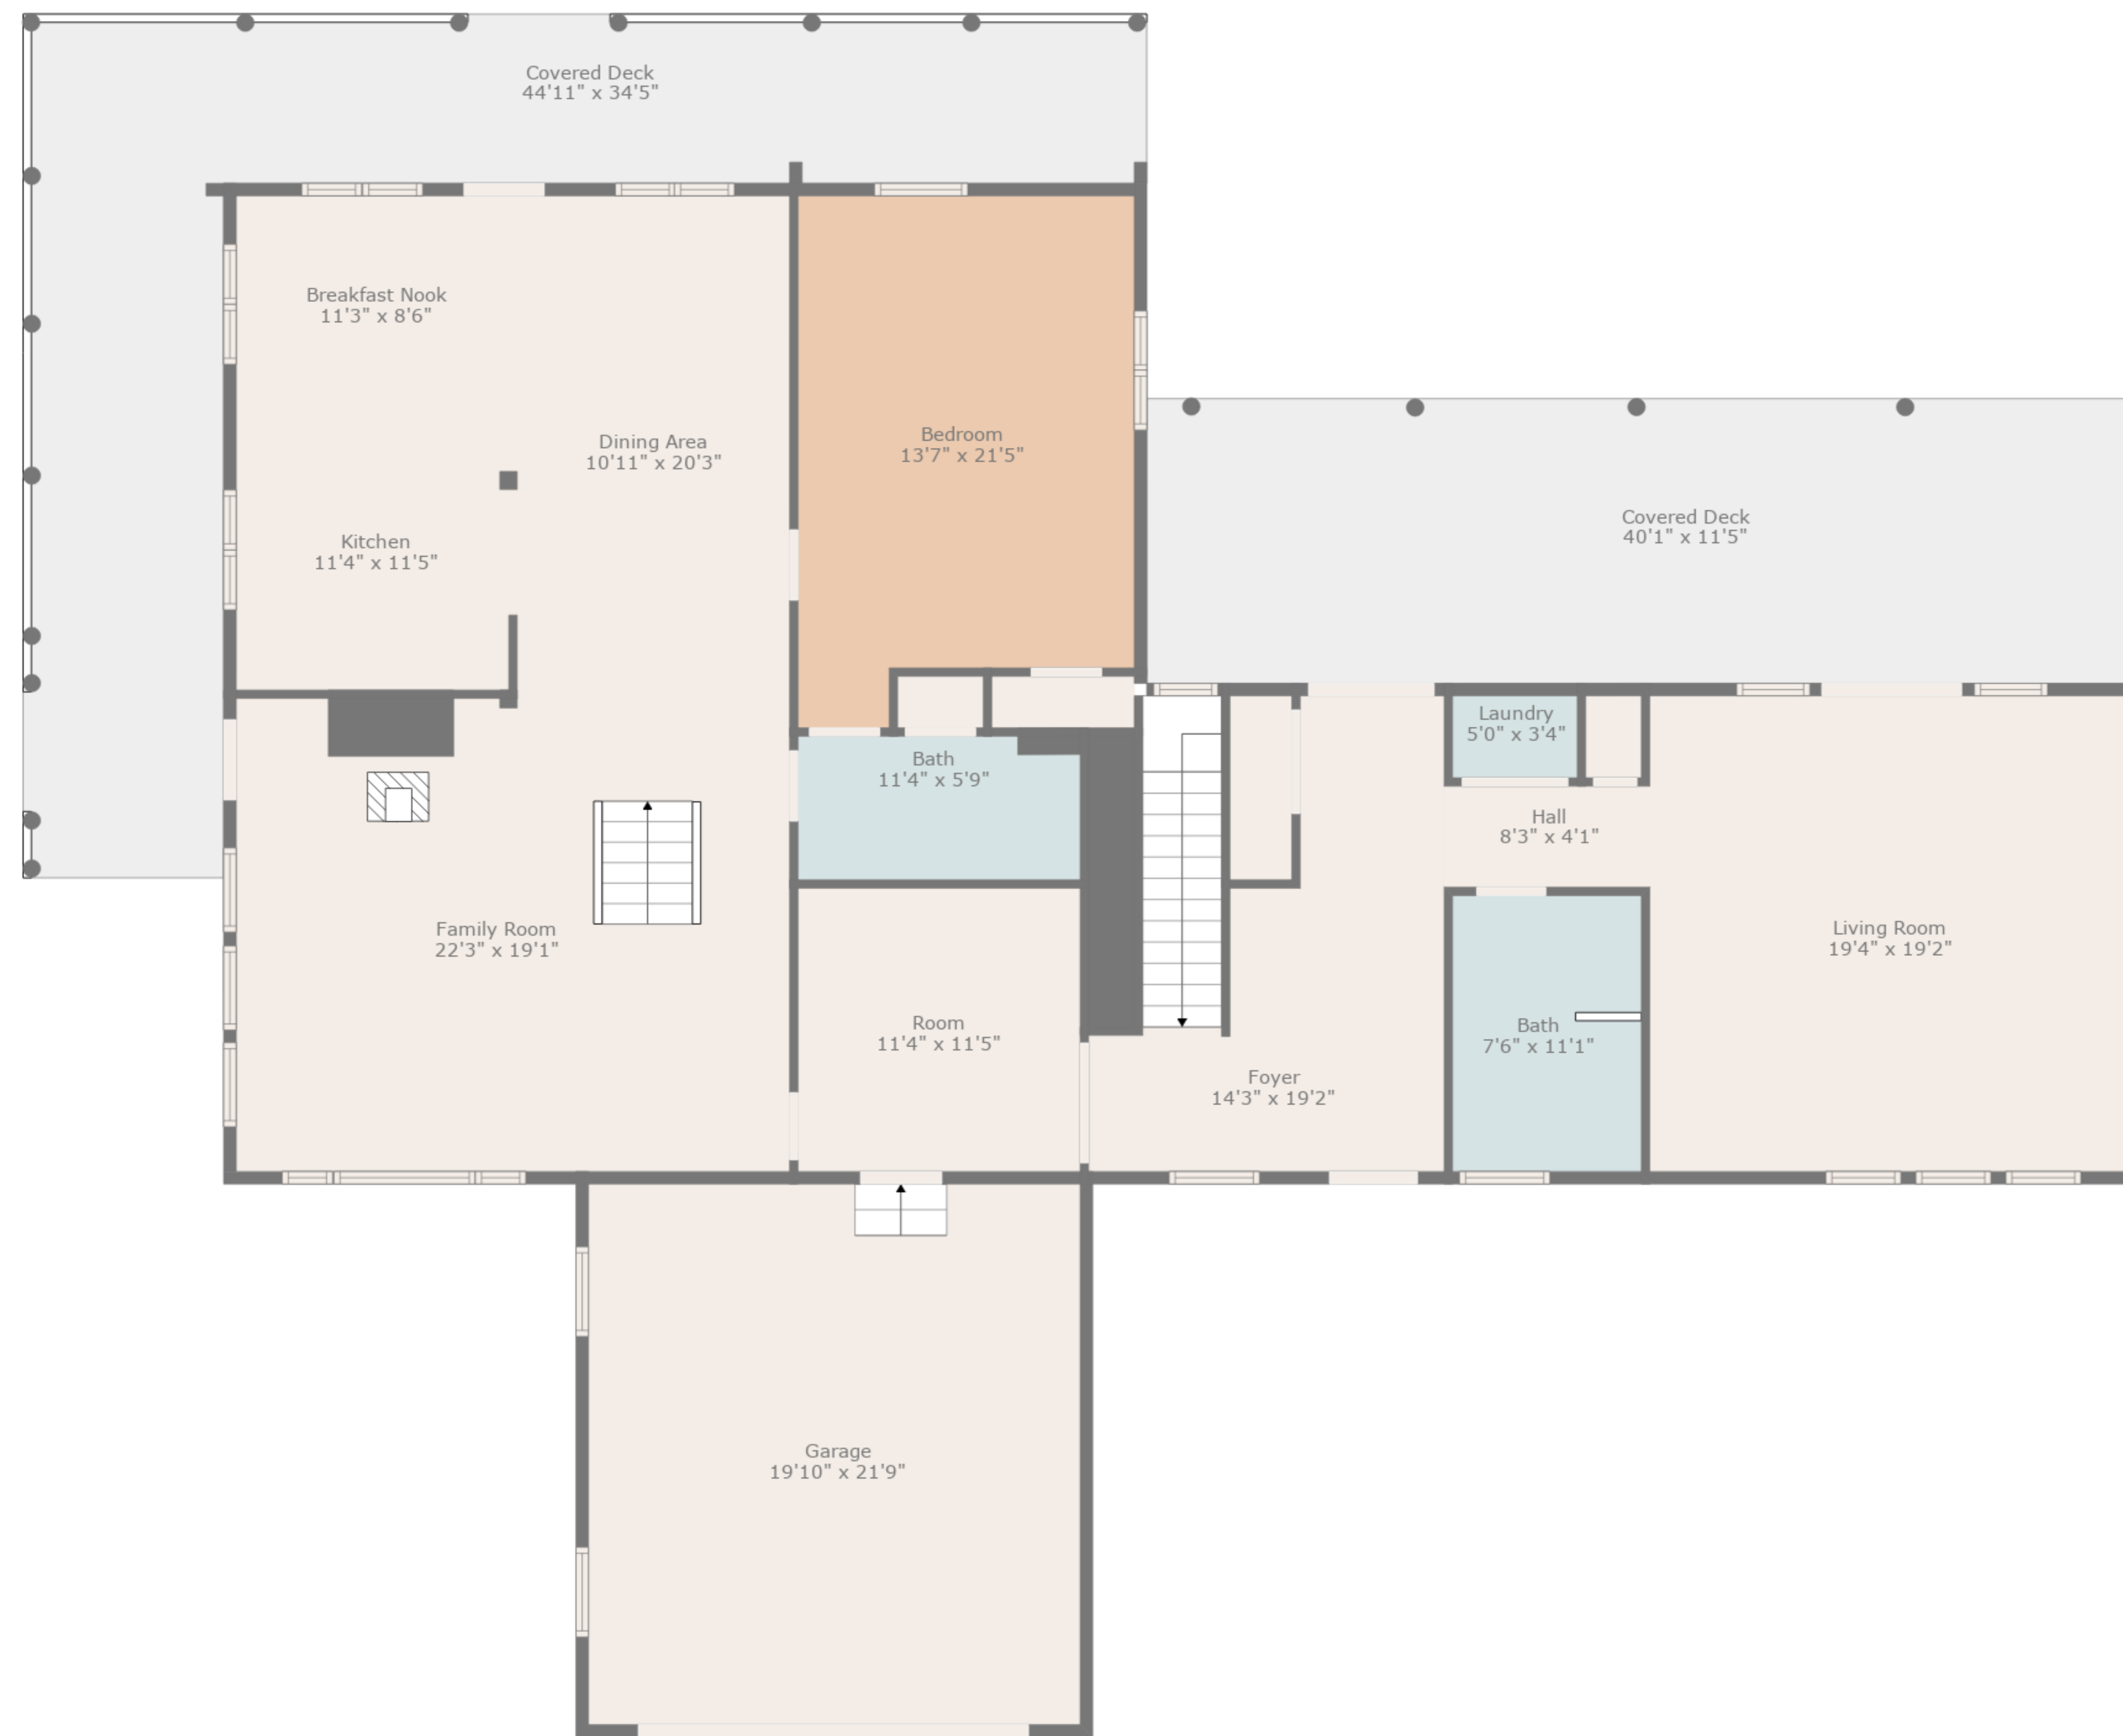 Covered Deck
44'11" x 34'5"
Breakfast Nook
11'3" x 8'6"
Dining Area
10'11" x 20'3"
Bedroom
13'7" x 21'5"
Kitchen
11'4" x 11'5"
Covered Deck
40'1" x 11'5"
Laundry
5'0" x 3'4"
Bath
11'4" x 5'9"
Hall
8'3" x 4'1"
Family Room
22'3" x 19'1"
Living Room
19'4" x 19'2"
Room
11'4" x 11'5"
Bath
7'6" x 11'1"
Foyer
14'3" x 19'2"
Garage
19'10" x 21'9"